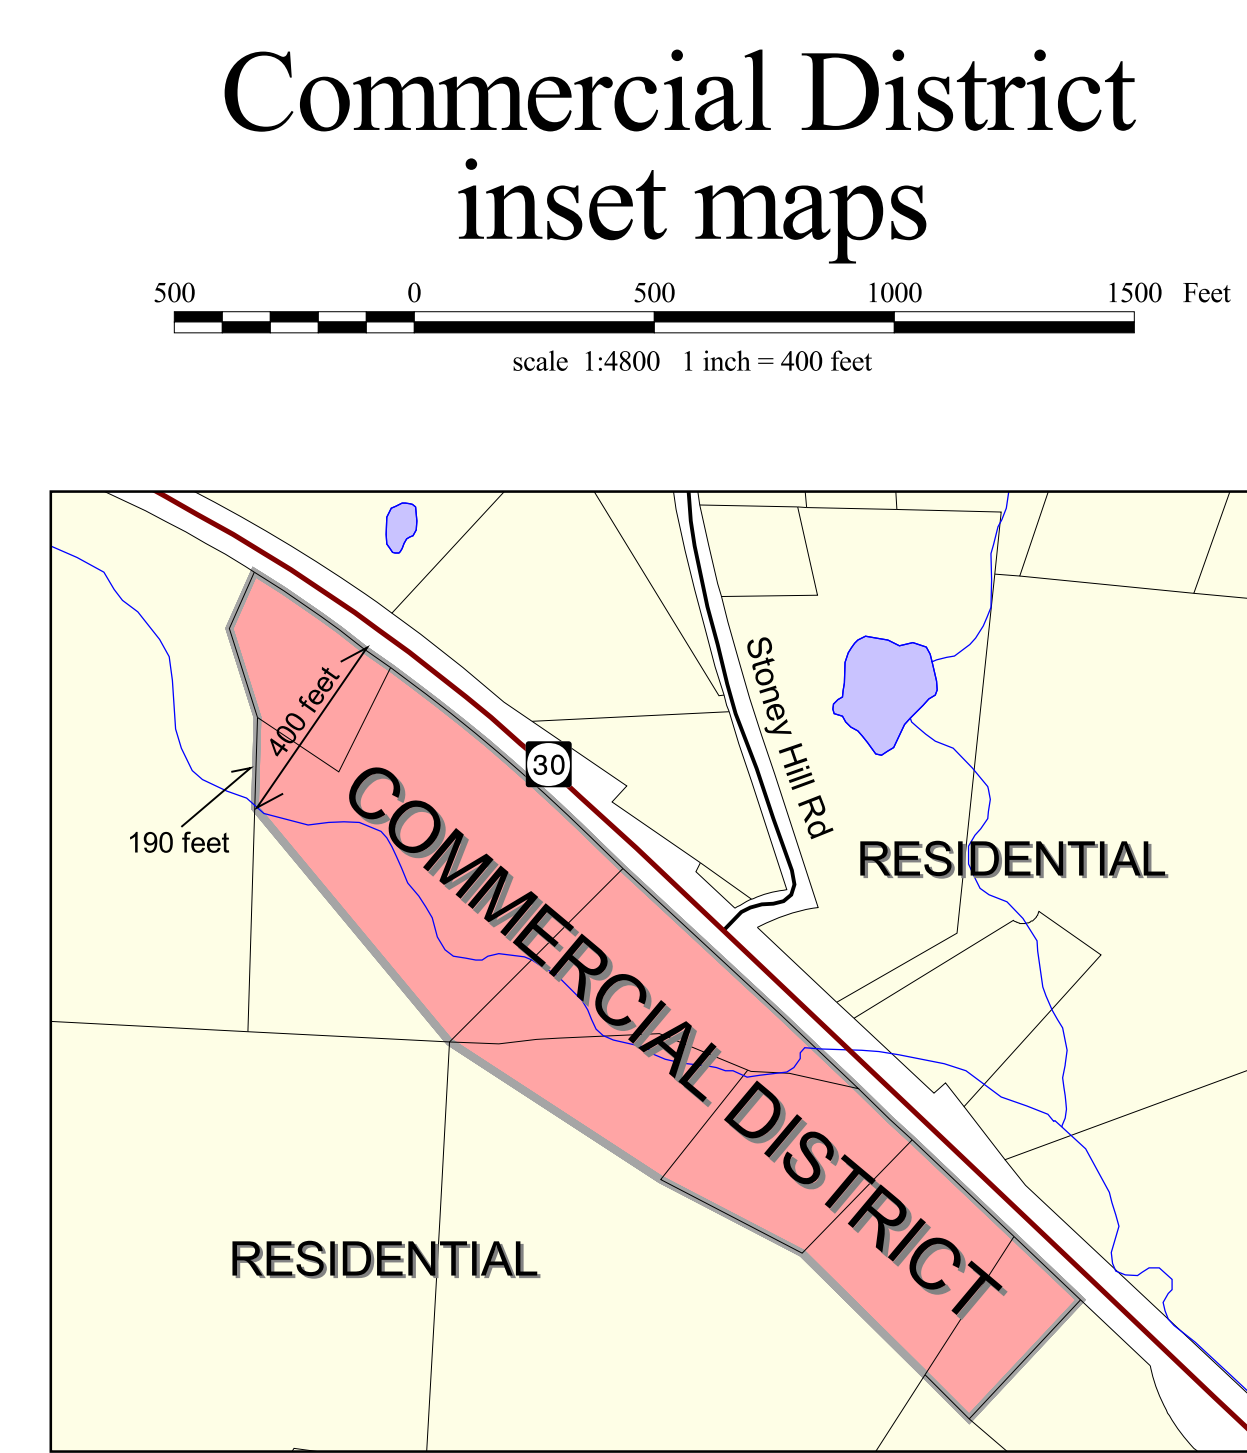 Commercial District
inset maps
500 0 500 1000 1500 Feet
scale 1:4800 1 inch = 400 feet
Stoney Hill Rd
400 feet
30
190 feet
RESIDENTIAL
COMMERCIAL DISTRICT
RESIDENTIAL